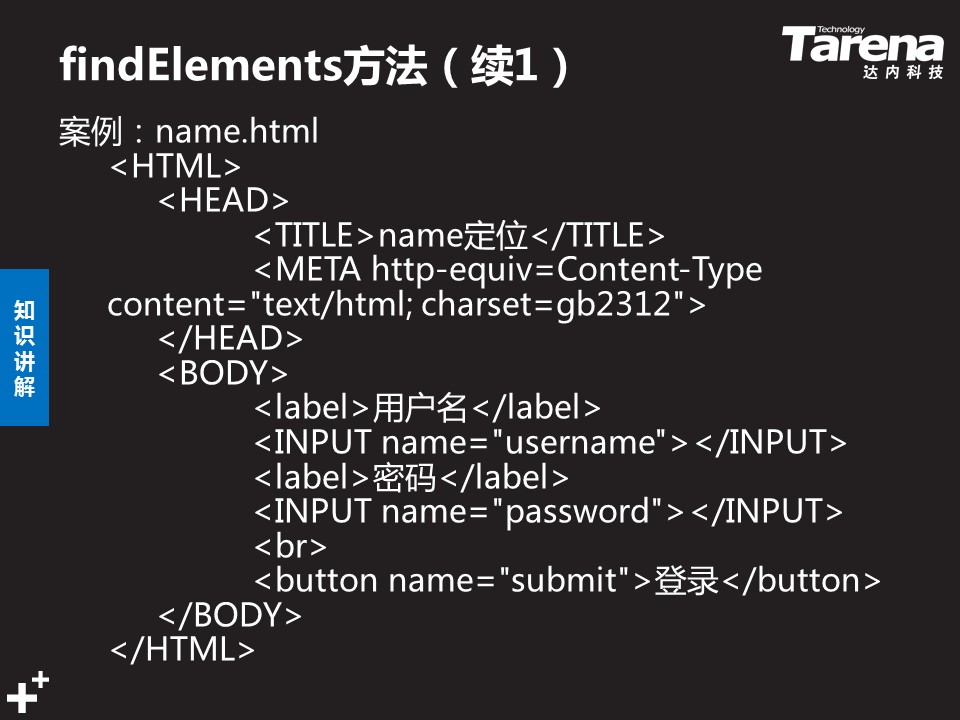 findElements方法（续1）
Technology
Tarena
达内科技
案例：name.html
<HTML>
<HEAD>
<TITLE>name定位</TITLE>
<META http-equiv=Content-Type
content="text/html; charset=gb2312">
</HEAD>
<BODY>
<label>用户名</label>
<INPUT name="username"></INPUT>
<label>密码</label>
<INPUT name="password"></INPUT>
<br>
<button name="submit">登录</button>
</BODY>
</HTML>
知识讲解